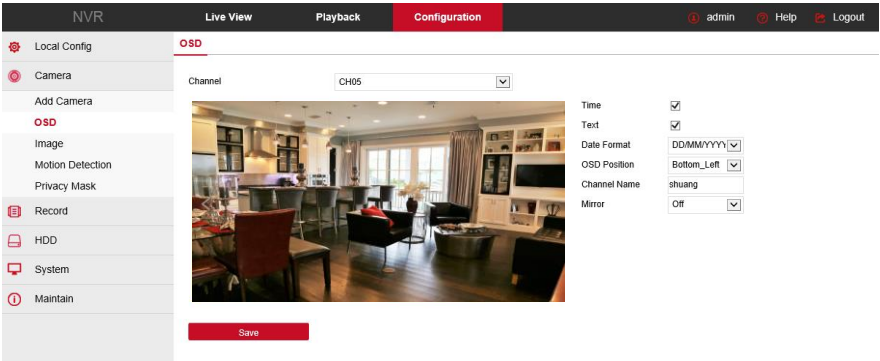 NVR Live View Playback Configuration admin Help Logout
Local Config
Camera
Add Camera
OSD
Image
Motion Detection
Privacy Mask
Record
HDD
System
Maintain
OSD
Channel CH05
Time
Text
Date Format DD/MM/YYYY
OSD Position Bottom_Left
Channel Name shuang
Mirror Off
Save